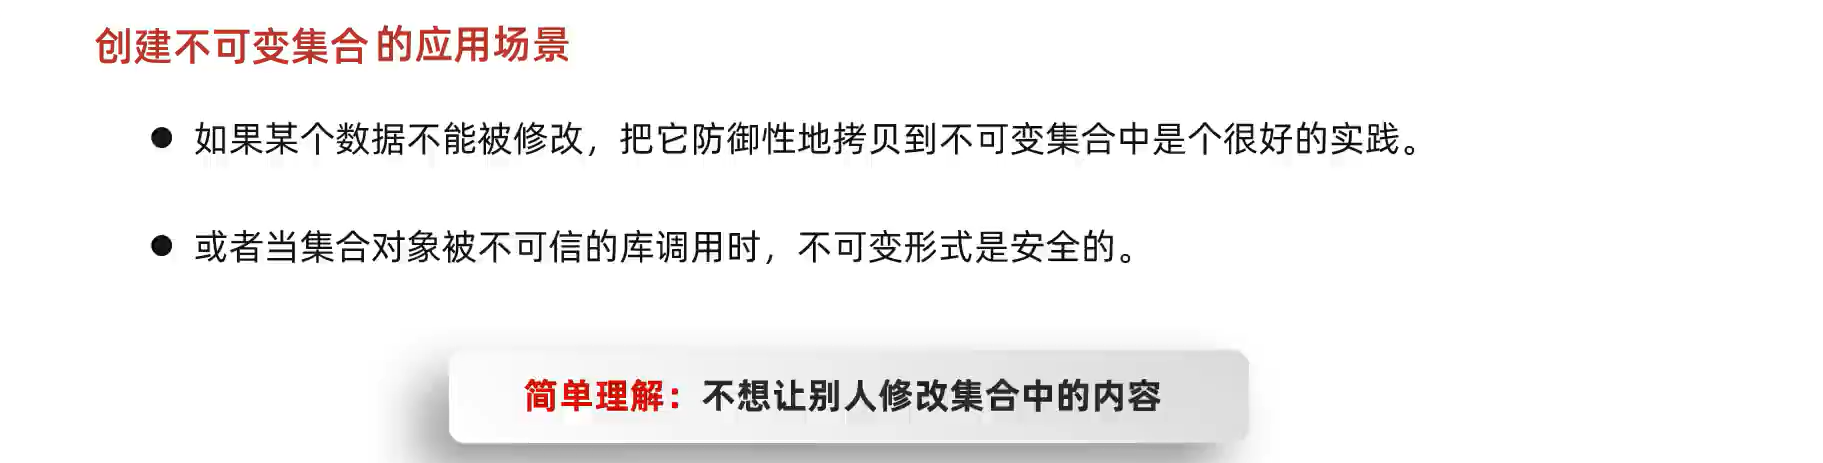 创建不可变集合的应用场景
如果某个数据不能被修改，把它防御性地拷贝到不可变集合中是个很好的实践。
或者当集合对象被不可信的库调用时，不可变形式是安全的。
简单理解：不想让别人修改集合中的内容